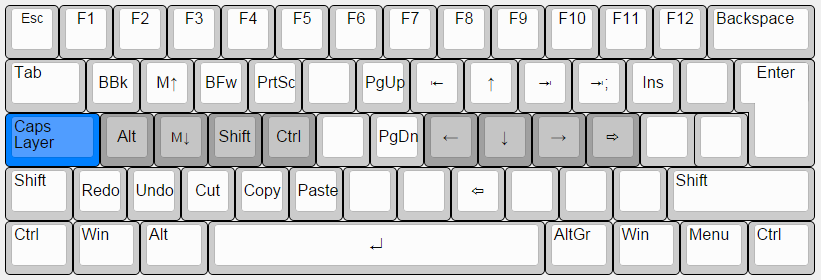 Esc F1 F2 F3 F4 F5 F6 F7 F8 F9 F10 F11 F12 Backspace
Tab BBk M↑ BFw PrtSc PgUp ⭰ ↑ ⭲ ⭲; Ins Enter
Caps
Layer Alt M↓ Shift Ctrl PgDn ← ↓ → ⇨
Shift Redo Undo Cut Copy Paste ⇦ Shift
Ctrl Win Alt ↵ AltGr Win Menu Ctrl